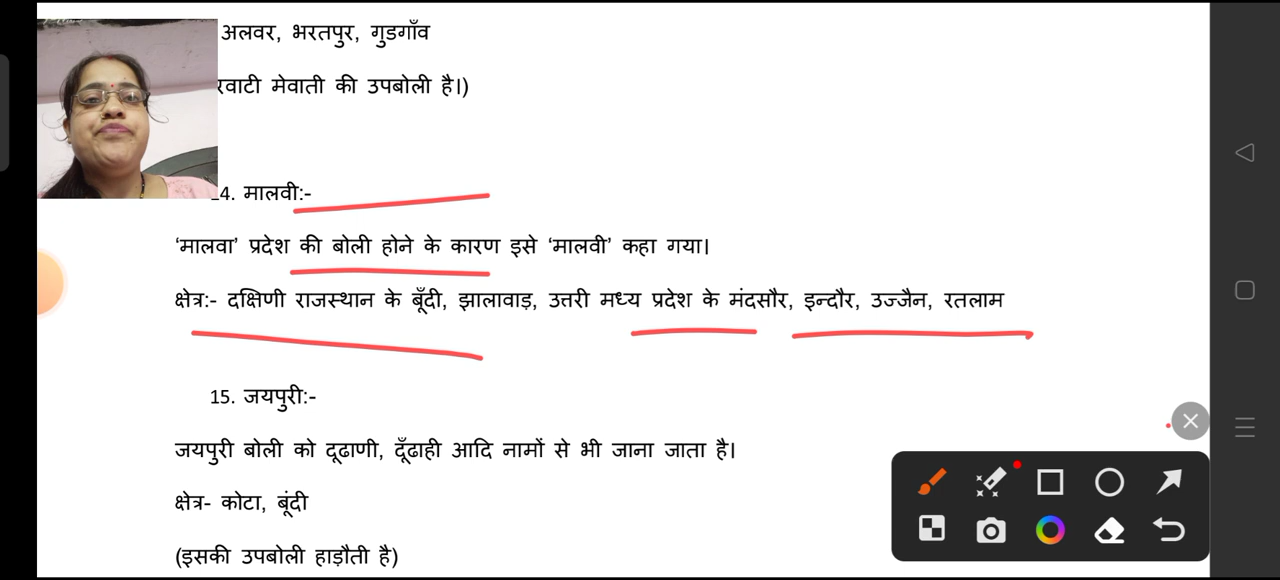 अलवर, भरतपुर, गुडगाँव
रवाटी मेवाती की उपबोली है।)
4. मालवी:-
‘मालवा’ प्रदेश की बोली होने के कारण इसे ‘मालवी’ कहा गया।
क्षेत्र:- दक्षिणी राजस्थान के बूँदी, झालावाड़, उत्तरी मध्य प्रदेश के मंदसौर, इन्दौर, उज्जैन, रतलाम
15. जयपुरी:-
जयपुरी बोली को दूढाणी, दूँढाही आदि नामों से भी जाना जाता है।
क्षेत्र- कोटा, बूंदी
(इसकी उपबोली हाड़ौती है)